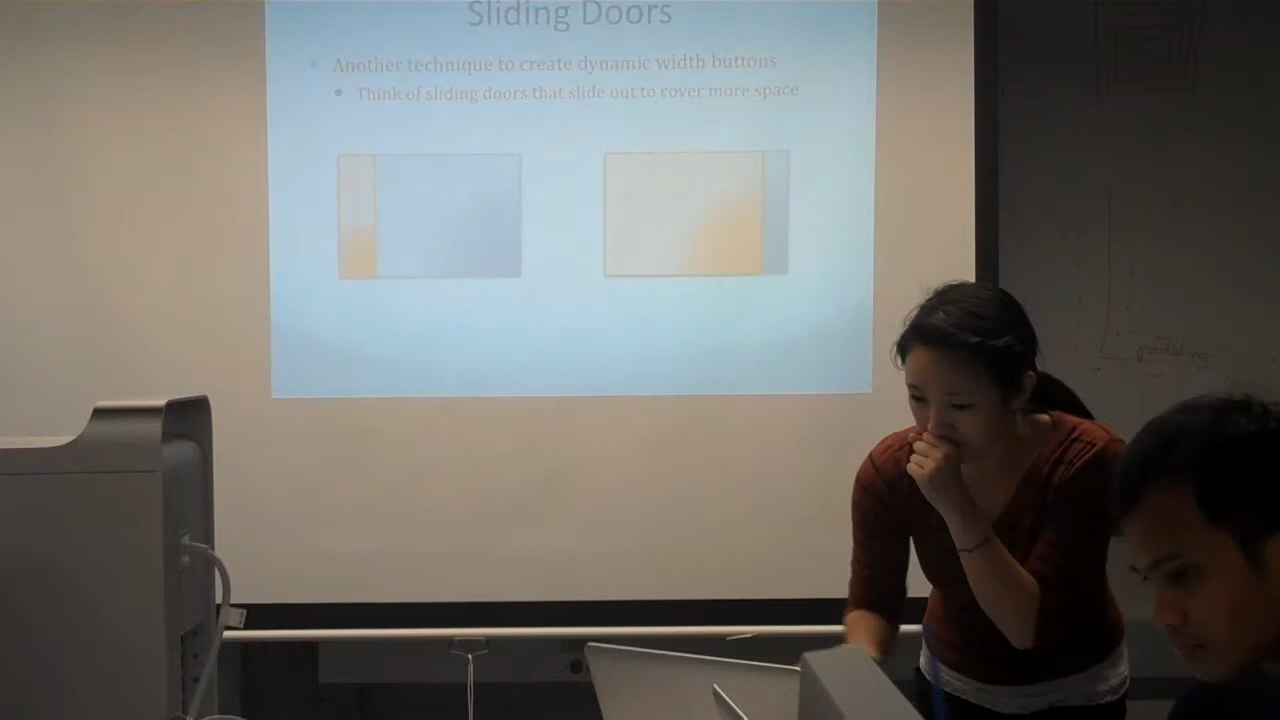 Sliding Doors
Another technique to create dynamic width buttons
Think of sliding doors that slide out to cover more space
padding